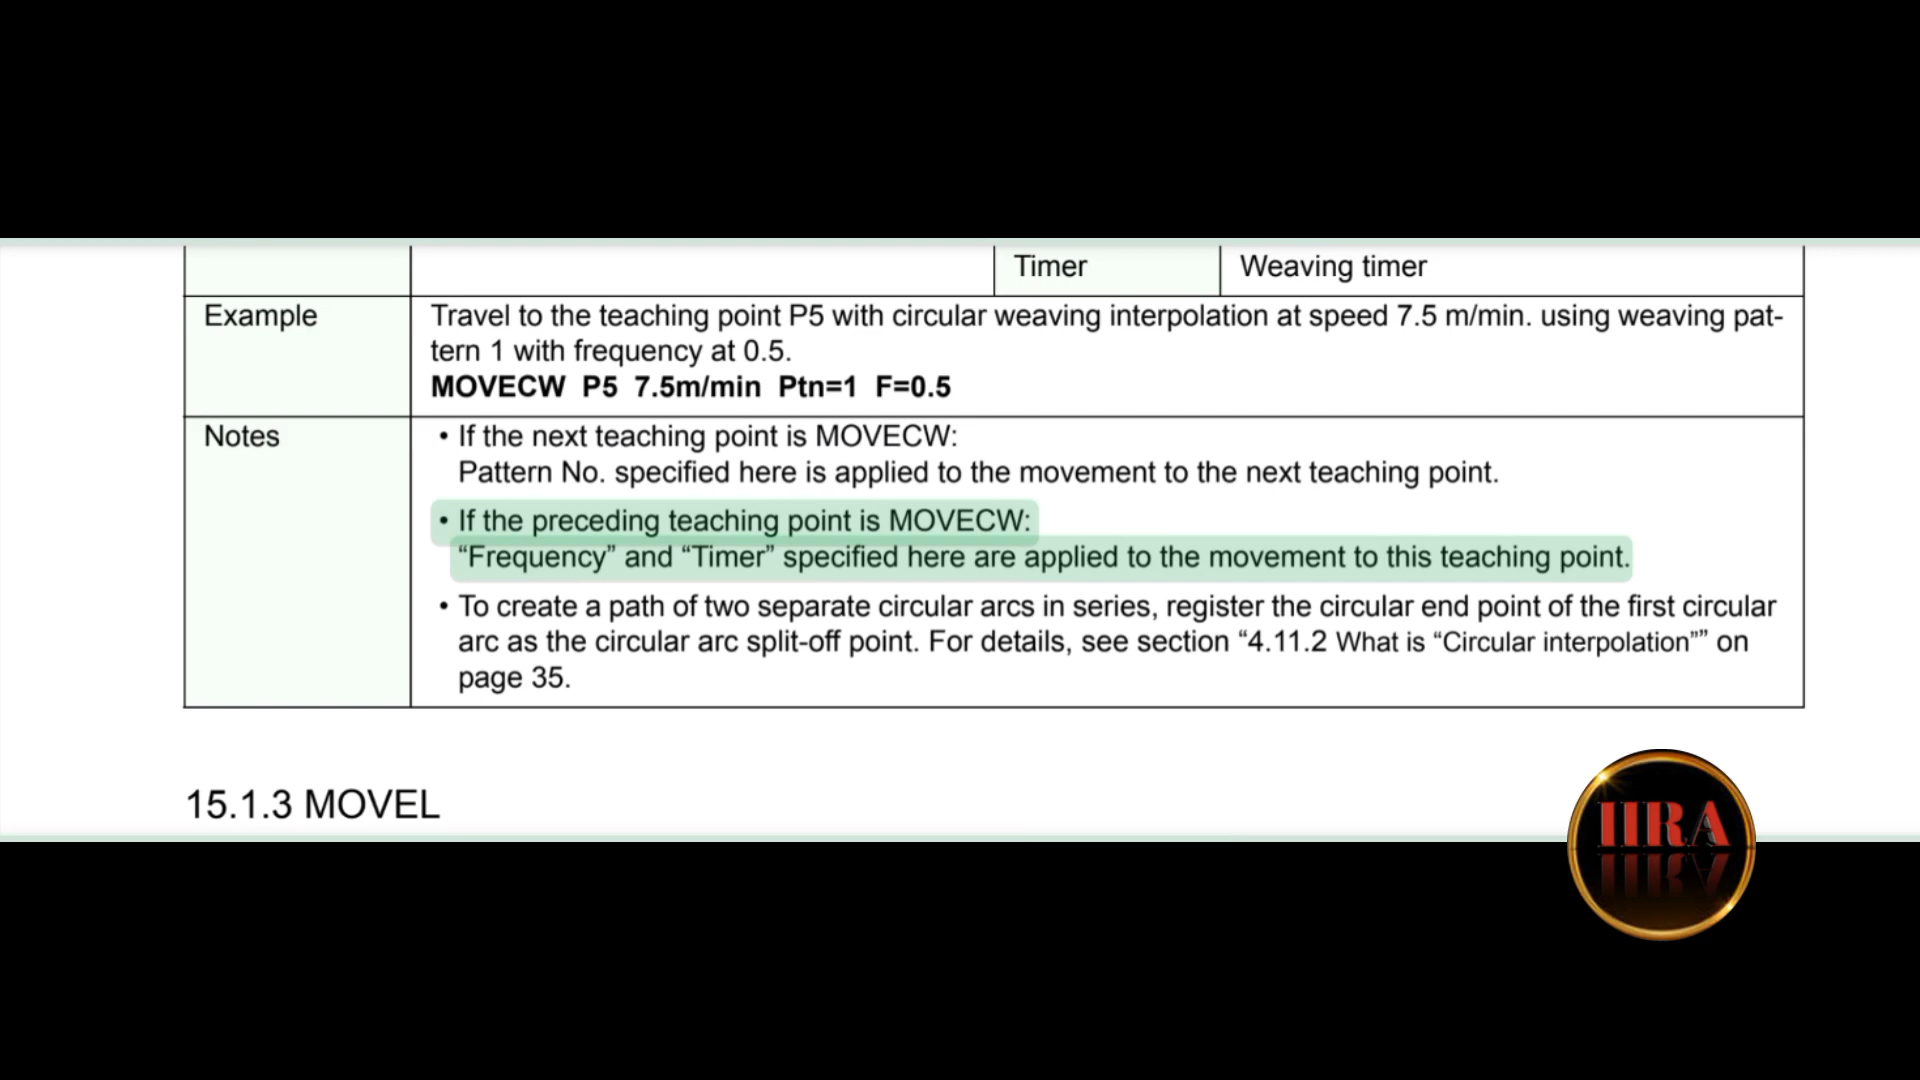 Timer Weaving timer
Example Travel to the teaching point P5 with circular weaving interpolation at speed 7.5 m/min. using weaving pat-
tern 1 with frequency at 0.5.
MOVECW P5 7.5m/min Ptn=1 F=0.5
Notes • If the next teaching point is MOVECW:
Pattern No. specified here is applied to the movement to the next teaching point.
• If the preceding teaching point is MOVECW:
“Frequency” and “Timer” specified here are applied to the movement to this teaching point.
• To create a path of two separate circular arcs in series, register the circular end point of the first circular
arc as the circular arc split-off point. For details, see section “4.11.2 What is “Circular interpolation”” on
page 35.
15.1.3 MOVEL
IIRA